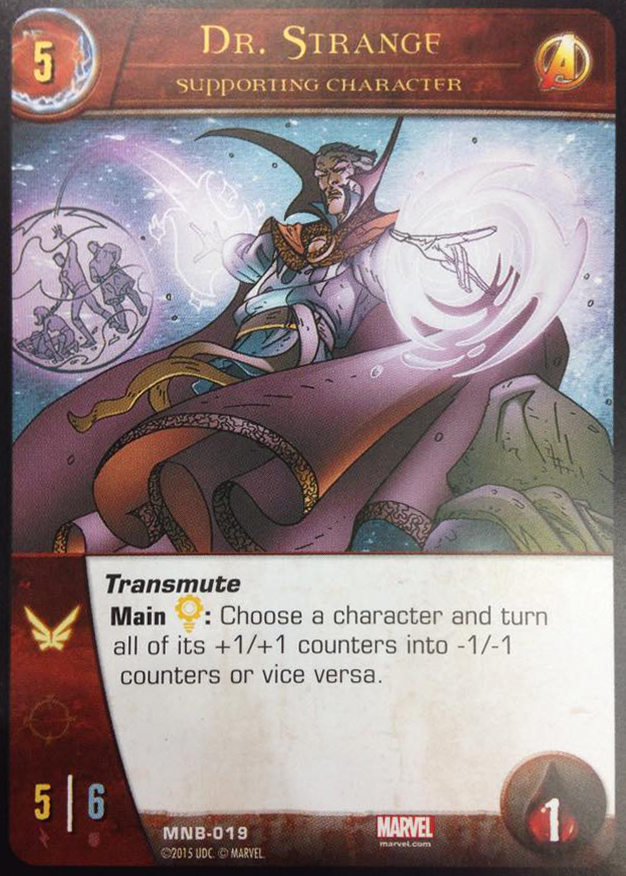 5
DR. STRANGE
SUPPORTING CHARACTER
A
Transmute
Main : Choose a character and turn
all of its +1/+1 counters into -1/-1
counters or vice versa.
5 | 6
1
MNB-019
MARVEL
marvel.com
©2015 UDC. © MARVEL.